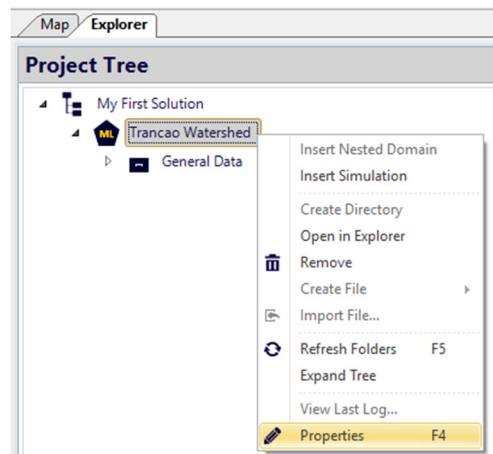 Map Explorer
Project Tree
My First Solution
ML Trancao Watershed
General Data
Insert Nested Domain
Insert Simulation
Create Directory
Open in Explorer
Remove
Create File
Import File...
Refresh Folders F5
Expand Tree
View Last Log...
Properties F4